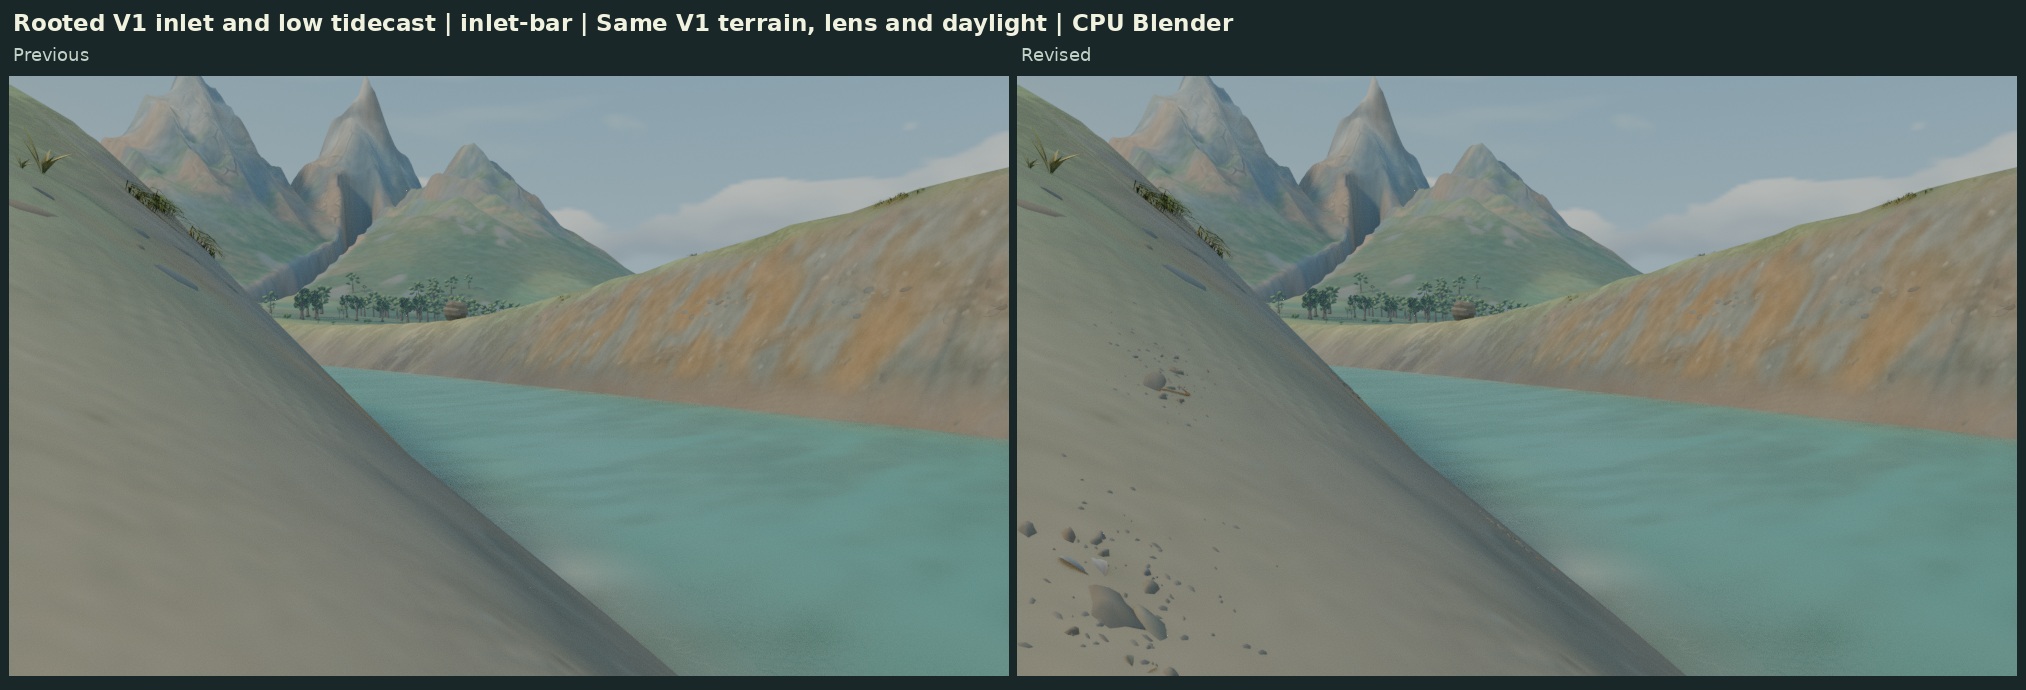 Rooted V1 inlet and low tidecast | inlet-bar | Same V1 terrain, lens and daylight | CPU Blender
Previous
Revised